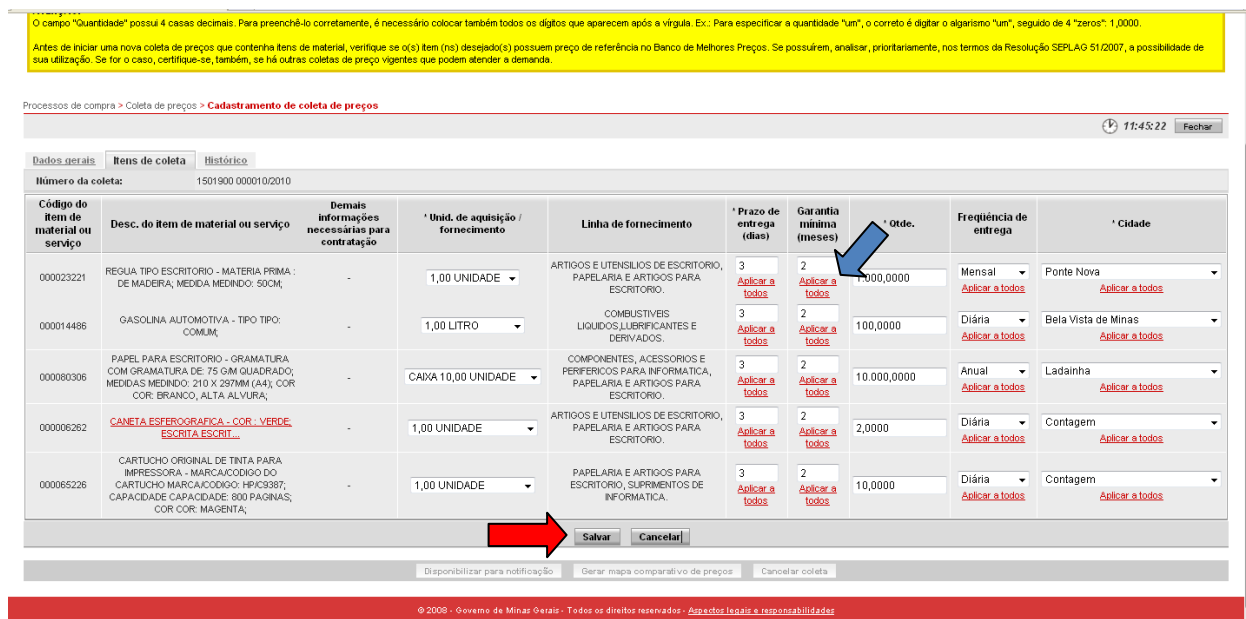 O campo "Quantidade" possui 4 casas decimais. Para preenchê-lo corretamente, é necessário colocar também todos os dígitos que aparecem após a vírgula. Ex.: Para especificar a quantidade "um", o correto é digitar o algarismo "um", seguido de 4 "zeros": 1,0000.
Antes de iniciar uma nova coleta de preços que contenha itens de material, verifique se o(s) item (ns) desejado(s) possuem preço de referência no Banco de Melhores Preços. Se possuírem, analisar, prioritariamente, nos termos da Resolução SEPLAG 51/2007, a possibilidade de
sua utilização. Se for o caso, certifique-se, também, se há outras coletas de preço vigentes que podem atender a demanda.
Processos de compra > Coleta de preços > Cadastramento de coleta de preços
11:45:22 Fechar
Dados gerais Itens de coleta Histórico
Número da coleta: 1501900 000010/2010
Código do item de material ou serviço
Desc. do item de material ou serviço
Demais informações necessárias para contratação
* Unid. de aquisição / fornecimento
Linha de fornecimento
* Prazo de entrega (dias)
Garantia mínima (meses)
* Qtde.
Freqüência de entrega
* Cidade
000023221
REGUA TIPO ESCRITORIO - MATERIA PRIMA :
DE MADEIRA; MEDIDA MEDINDO: 50CM;
-
1,00 UNIDADE
ARTIGOS E UTENSILIOS DE ESCRITORIO,
PAPELARIA E ARTIGOS PARA
ESCRITORIO.
3
Aplicar a
todos
2
Aplicar a
todos
1.000,0000
Mensal
Aplicar a todos
Ponte Nova
Aplicar a todos
000014486
GASOLINA AUTOMOTIVA - TIPO TIPO:
COMUM;
-
1,00 LITRO
COMBUSTIVEIS
LIQUIDOS,LUBRIFICANTES E
DERIVADOS.
3
Aplicar a
todos
2
Aplicar a
todos
100,0000
Diária
Aplicar a todos
Bela Vista de Minas
Aplicar a todos
000080306
PAPEL PARA ESCRITORIO - GRAMATURA
COM GRAMATURA DE: 75 G/M QUADRADO;
MEDIDAS MEDINDO: 210 X 297MM (A4); COR
COR: BRANCO, ALTA ALVURA;
-
CAIXA 10,00 UNIDADE
COMPONENTES, ACESSORIOS E
PERIFERICOS PARA INFORMATICA,
PAPELARIA E ARTIGOS PARA
ESCRITORIO.
3
Aplicar a
todos
2
Aplicar a
todos
10.000,0000
Anual
Aplicar a todos
Ladainha
Aplicar a todos
000006262
CANETA ESFEROGRAFICA - COR : VERDE;
ESCRITA ESCRIT...
-
1,00 UNIDADE
ARTIGOS E UTENSILIOS DE ESCRITORIO,
PAPELARIA E ARTIGOS PARA
ESCRITORIO.
3
Aplicar a
todos
2
Aplicar a
todos
2,0000
Diária
Aplicar a todos
Contagem
Aplicar a todos
000065226
CARTUCHO ORIGINAL DE TINTA PARA
IMPRESSORA - MARCA/CODIGO DO
CARTUCHO MARCA/CODIGO: HP/C9387;
CAPACIDADE CAPACIDADE: 800 PAGINAS;
COR COR: MAGENTA;
-
1,00 UNIDADE
PAPELARIA E ARTIGOS PARA
ESCRITORIO, SUPRIMENTOS DE
INFORMATICA.
3
Aplicar a
todos
2
Aplicar a
todos
10,0000
Diária
Aplicar a todos
Contagem
Aplicar a todos
Salvar Cancelar
Disponibilizar para notificação Gerar mapa comparativo de preços Cancelar coleta
© 2008 - Governo de Minas Gerais - Todos os direitos reservados - Aspectos legais e responsabilidades